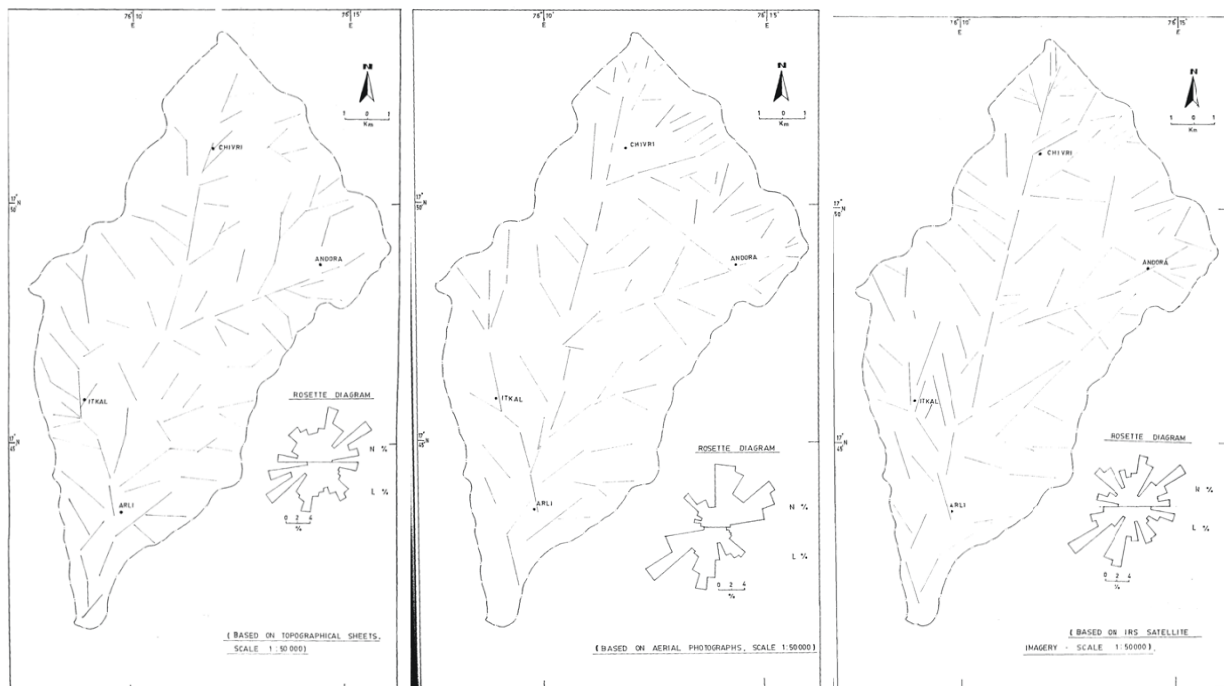 76° 10'
E
76° 15'
E
N
1 0 1
Km
CHIVRI
17°
50' N
ANDORA
ITKAL
17°
45' N
ARLI
ROSETTE DIAGRAM
N %
L %
0 2 4
%
(BASED ON TOPOGRAPHICAL SHEETS,
SCALE 1:50000)
76° 10'
E
76° 15'
E
N
1 0 1
Km
CHIVRI
17°
50' N
ANDORA
ITKAL
17°
45' N
ARLI
ROSETTE DIAGRAM
N %
L %
0 2 4
%
(BASED ON AERIAL PHOTOGRAPHS, SCALE 1:50000)
76° 10'
E
76° 15'
E
N
1 0 1
Km
CHIVRI
17°
50' N
ANDORA
ITKAL
17°
45' N
ARLI
ROSETTE DIAGRAM
N %
L %
0 2 4
%
(BASED ON IRS SATELLITE
IMAGERY - SCALE 1:50000).